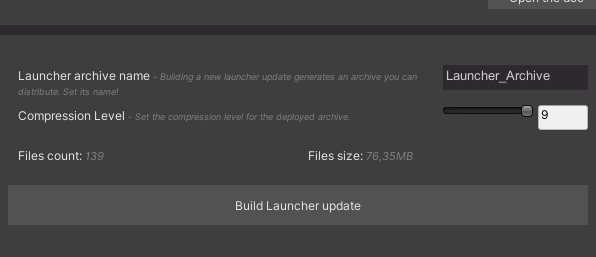 Launcher archive name - Building a new launcher update generates an archive you can
distribute. Set its name!
Launcher_Archive
Compression Level - Set the compression level for the deployed archive.
9
Files count: 139
Files size: 76,35MB
Build Launcher update